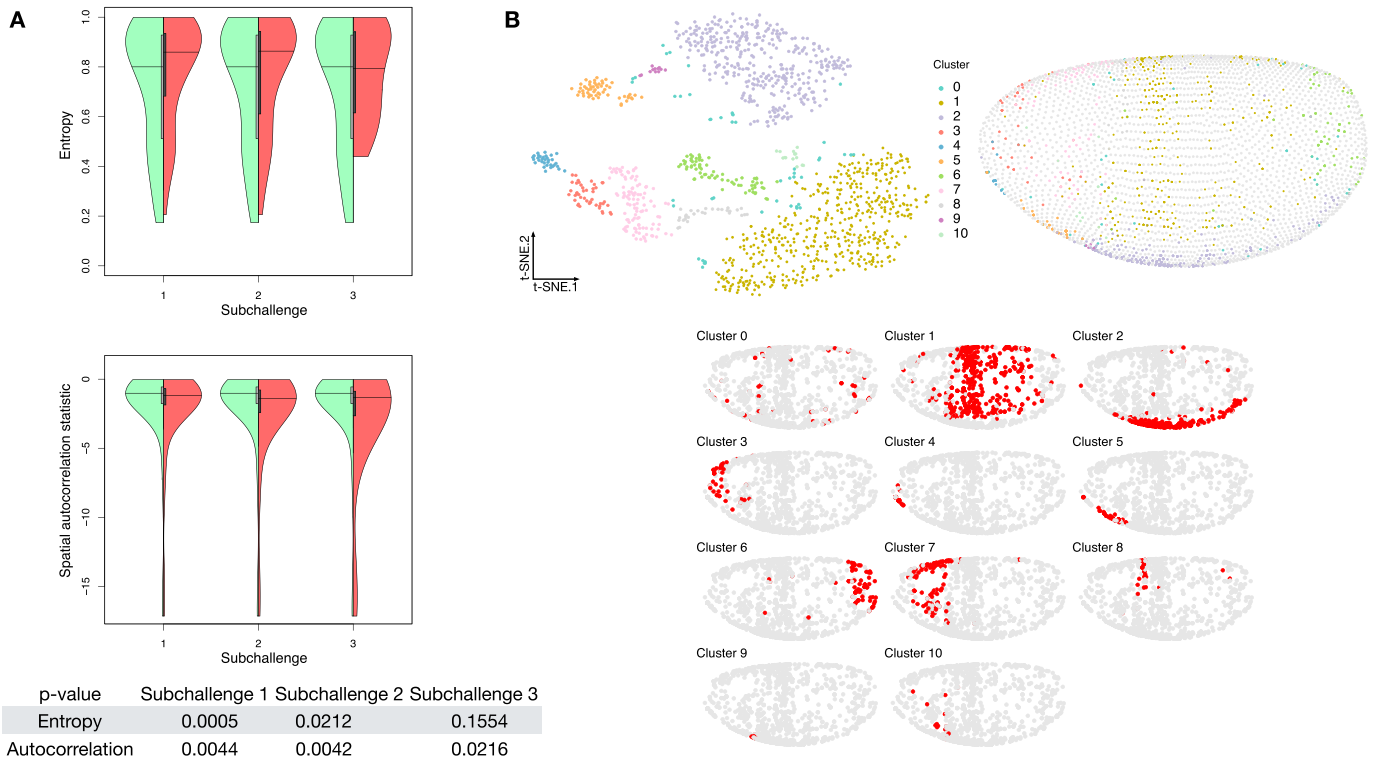 A
Entropy
1.0
0.8
0.6
0.4
0.2
0.0
1 2 3
Subchallenge
Spatial autocorrelation statistic
0
−5
−10
−15
1 2 3
Subchallenge
p-value Subchallenge 1 Subchallenge 2 Subchallenge 3
Entropy 0.0005 0.0212 0.1554
Autocorrelation 0.0044 0.0042 0.0216
B
t-SNE.2
t-SNE.1
Cluster
0
1
2
3
4
5
6
7
8
9
10
Cluster 0 Cluster 1 Cluster 2
Cluster 3 Cluster 4 Cluster 5
Cluster 6 Cluster 7 Cluster 8
Cluster 9 Cluster 10